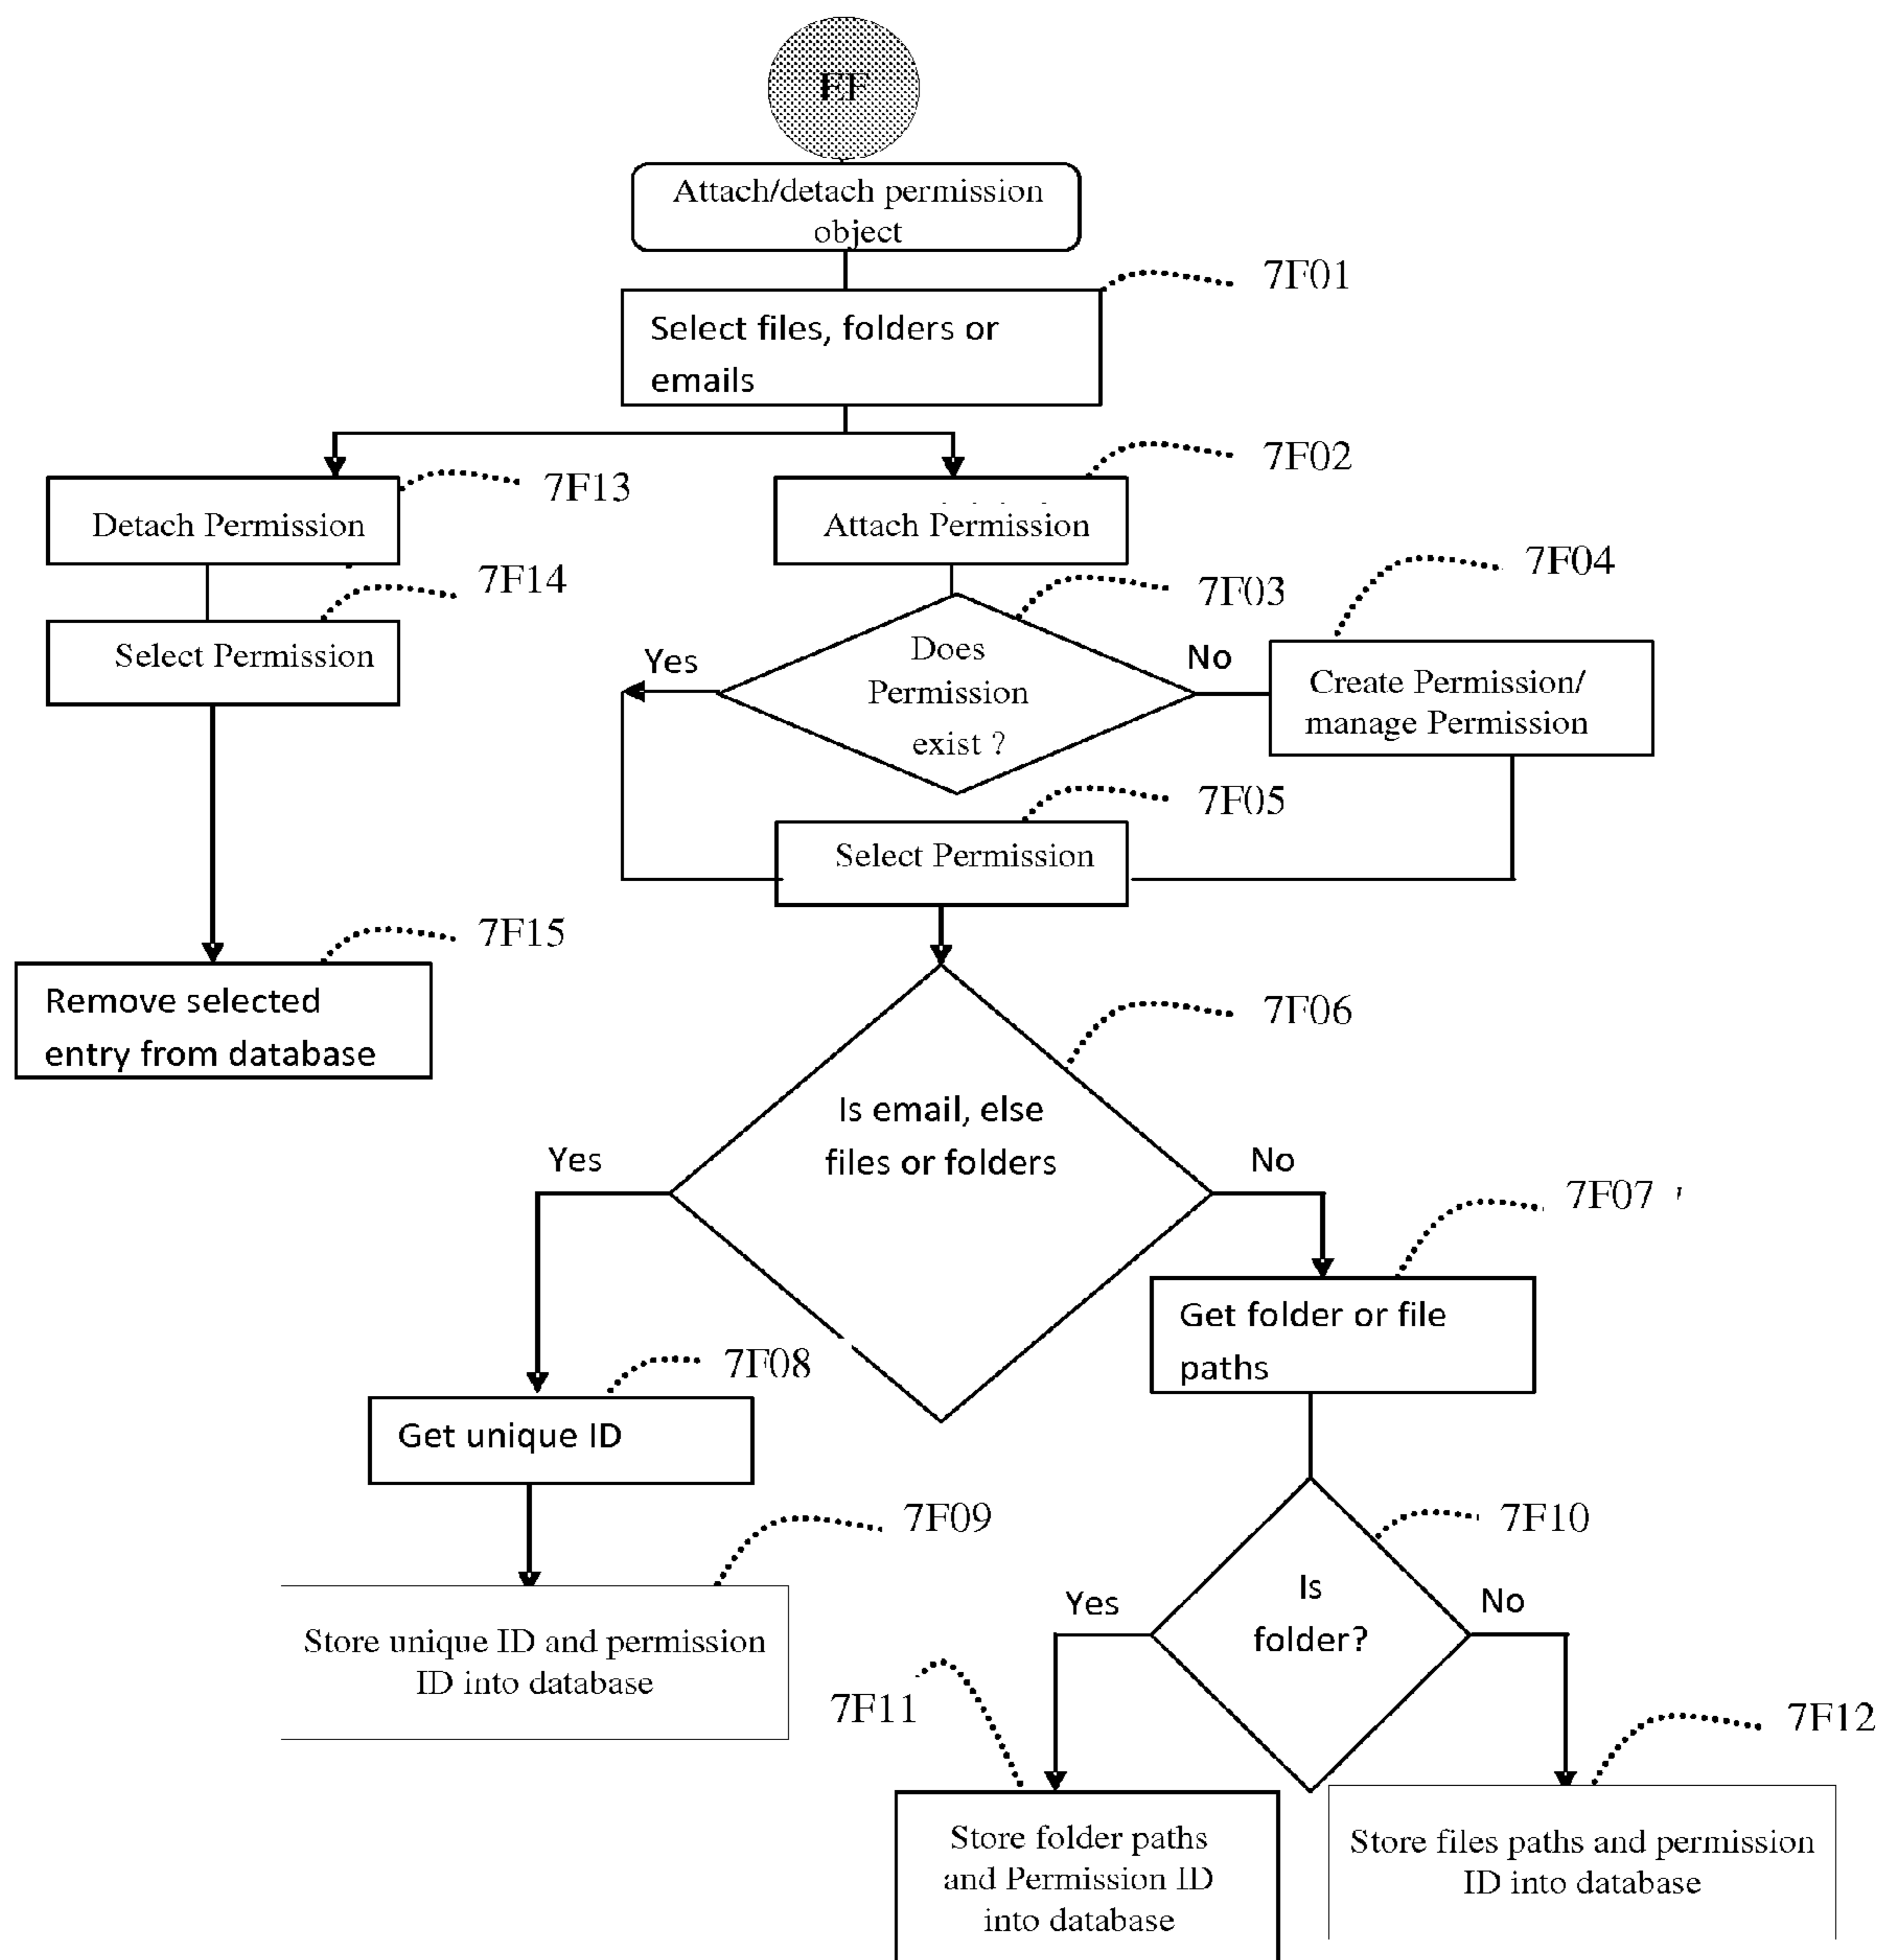 EF
Attach/detach permission
object
7F01
Select files, folders or
emails
7F02
7F13
Detach Permission
Attach Permission
7F04
7F14
7F03
Select Permission
Yes
Does
Permission
exist ?
No
Create Permission/
manage Permission
7F05
Select Permission
7F15
Remove selected
entry from database
7F06
Is email, else
files or folders
Yes
No
7F07
Get folder or file
paths
7F08
Get unique ID
7F09
7F10
Is
folder?
Yes
No
Store unique ID and permission
ID into database
7F11
7F12
Store folder paths
and Permission ID
into database
Store files paths and permission
ID into database